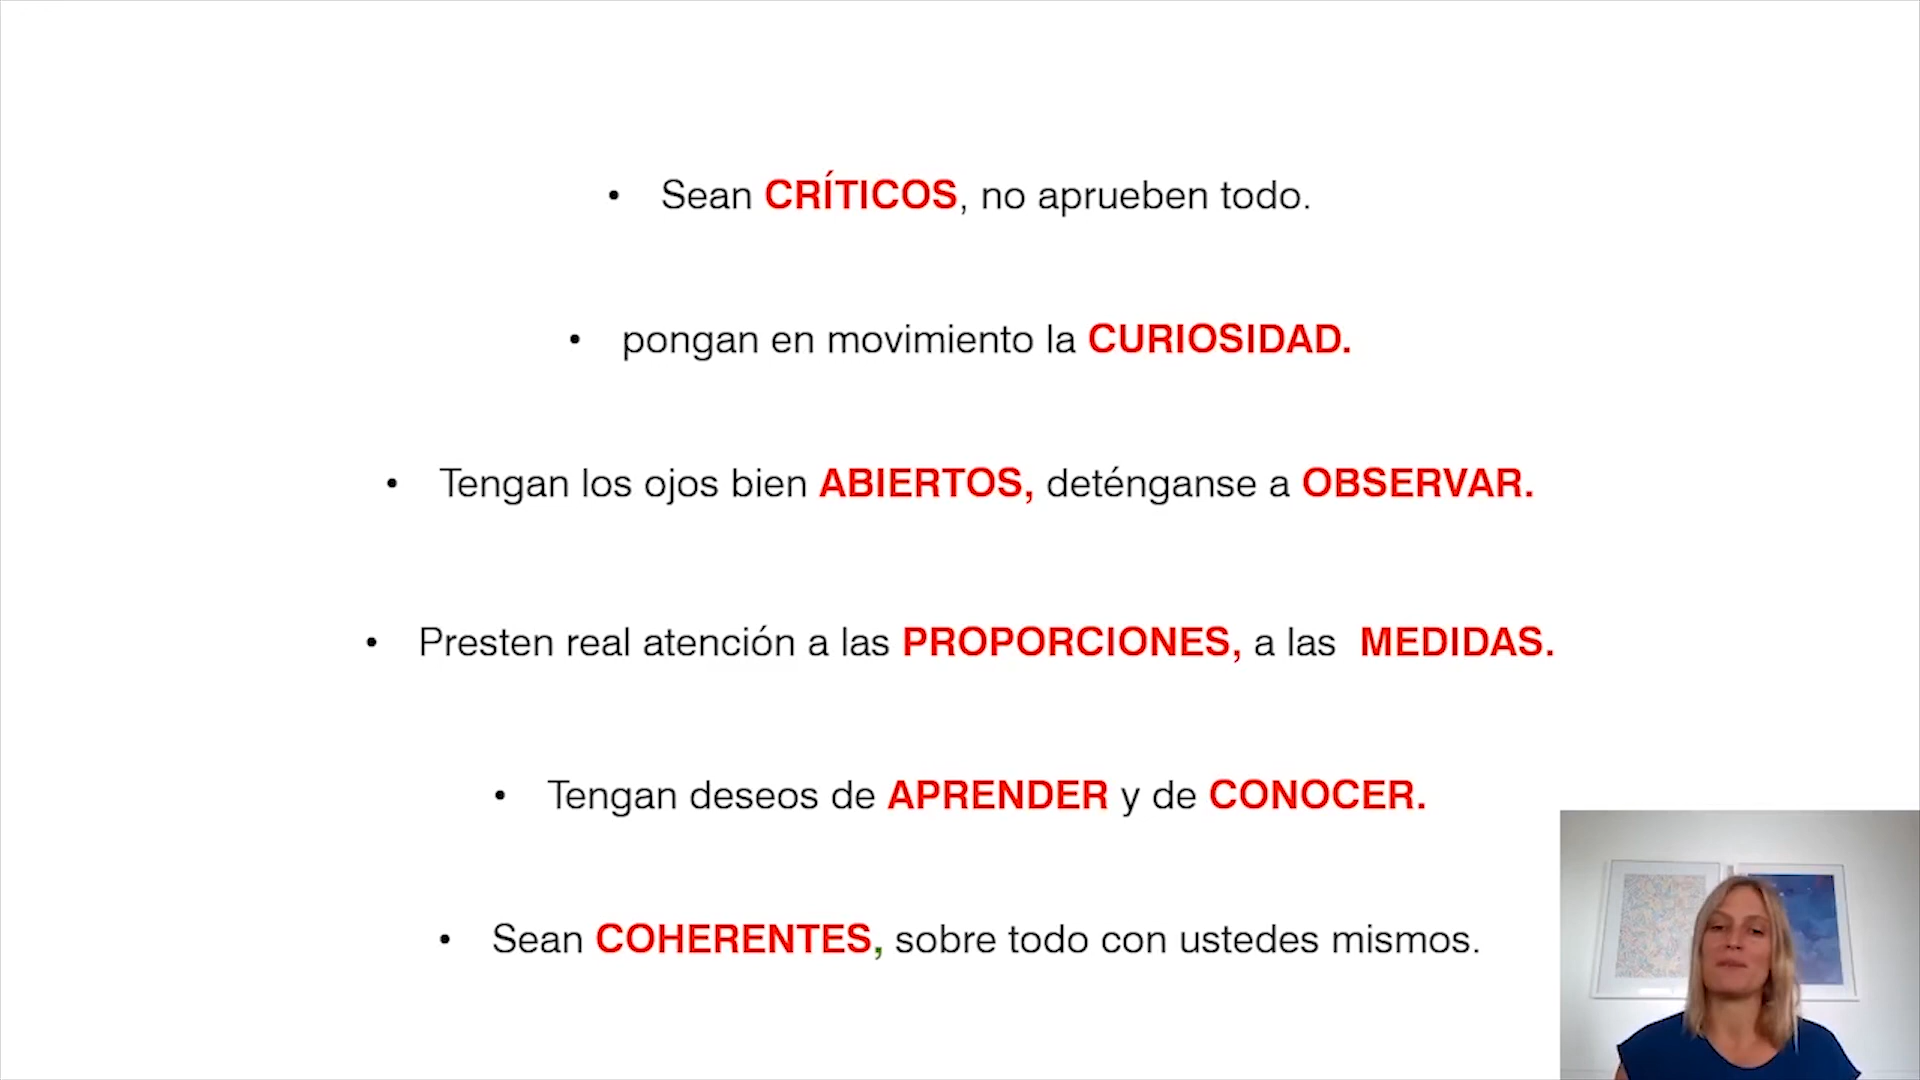 • Sean CRÍTICOS, no aprueben todo.
• pongan en movimiento la CURIOSIDAD.
• Tengan los ojos bien ABIERTOS, deténganse a OBSERVAR.
• Presten real atención a las PROPORCIONES, a las MEDIDAS.
• Tengan deseos de APRENDER y de CONOCER.
• Sean COHERENTES, sobre todo con ustedes mismos.